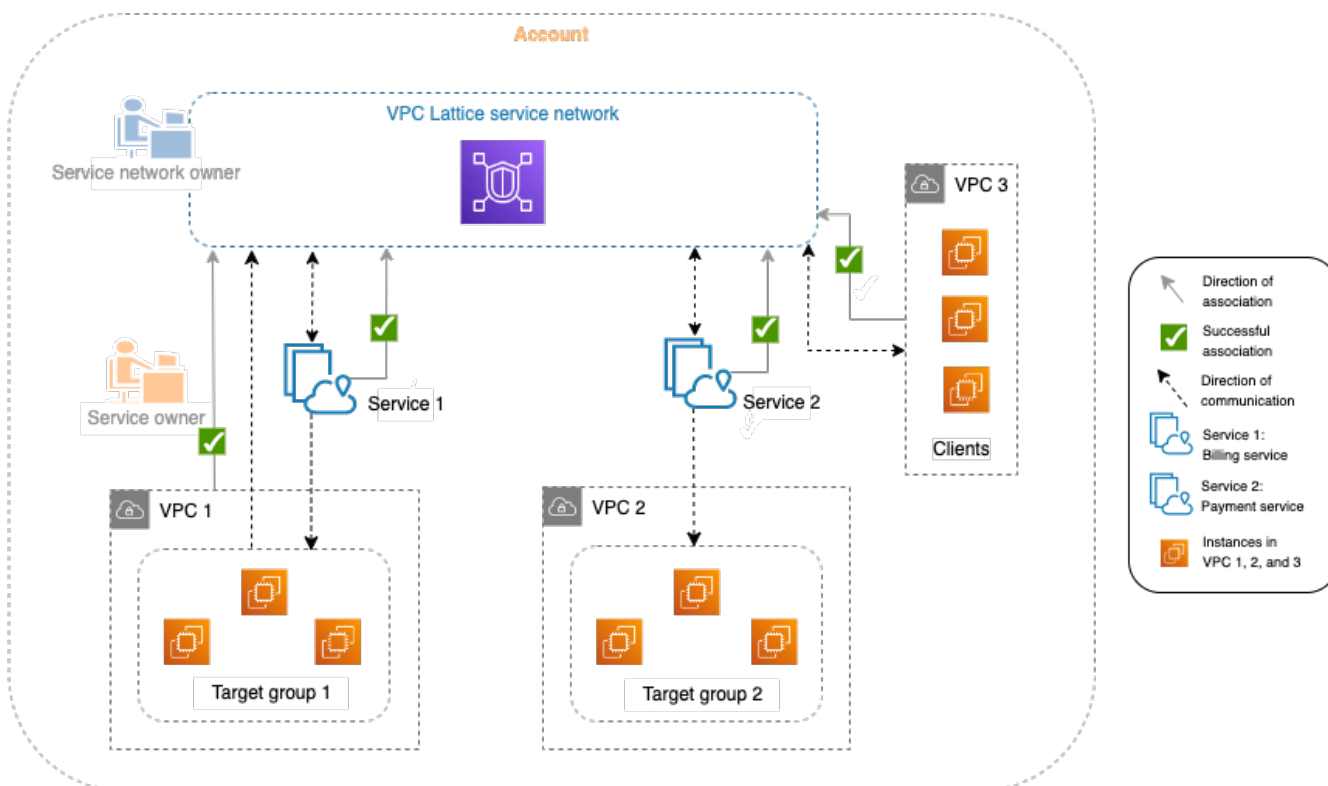 Account
VPC Lattice service network
Service network owner
VPC 3
Clients
Service 1
Service 2
Service owner
VPC 1
VPC 2
Target group 1
Target group 2
Direction of
association
Successful
association
Direction of
communication
Service 1:
Billing service
Service 2:
Payment service
Instances in
VPC 1, 2, and 3